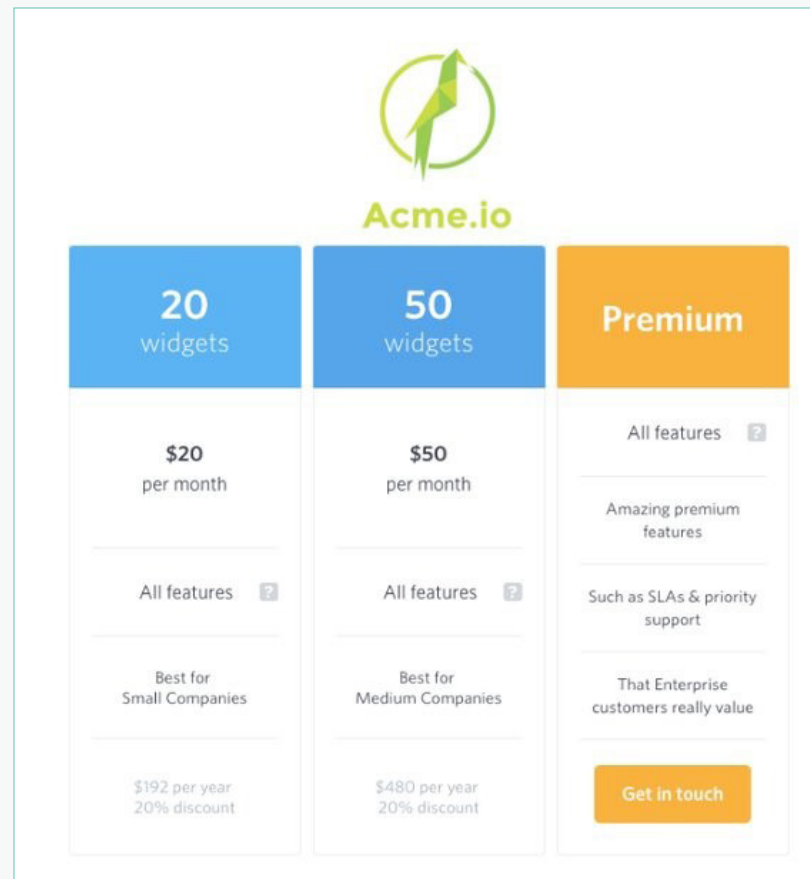 Acme.io
20
widgets
$20
per month
All features ?
Best for
Small Companies
$192 per year
20% discount
50
widgets
$50
per month
All features ?
Best for
Medium Companies
$480 per year
20% discount
Premium
All features ?
Amazing premium
features
Such as SLAs & priority
support
That Enterprise
customers really value
Get in touch